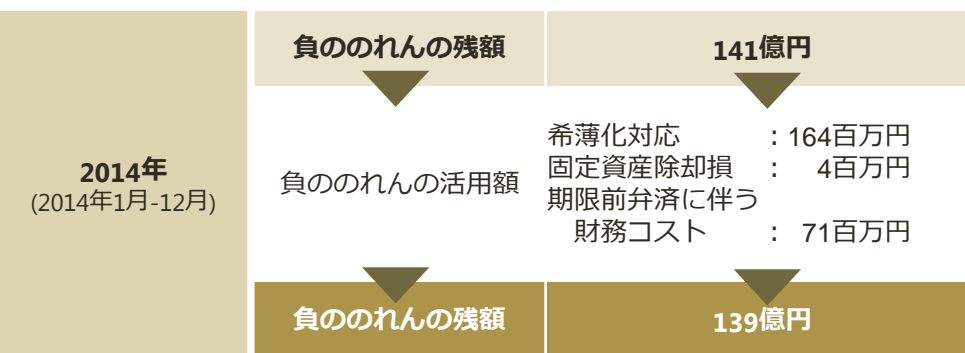 負ののれんの残額
141億円
2014年
(2014年1月-12月)
負ののれんの活用額
希薄化対応 ：164百万円
固定資産除却損 ： 4百万円
期限前弁済に伴う
財務コスト ： 71百万円
負ののれんの残額
139億円